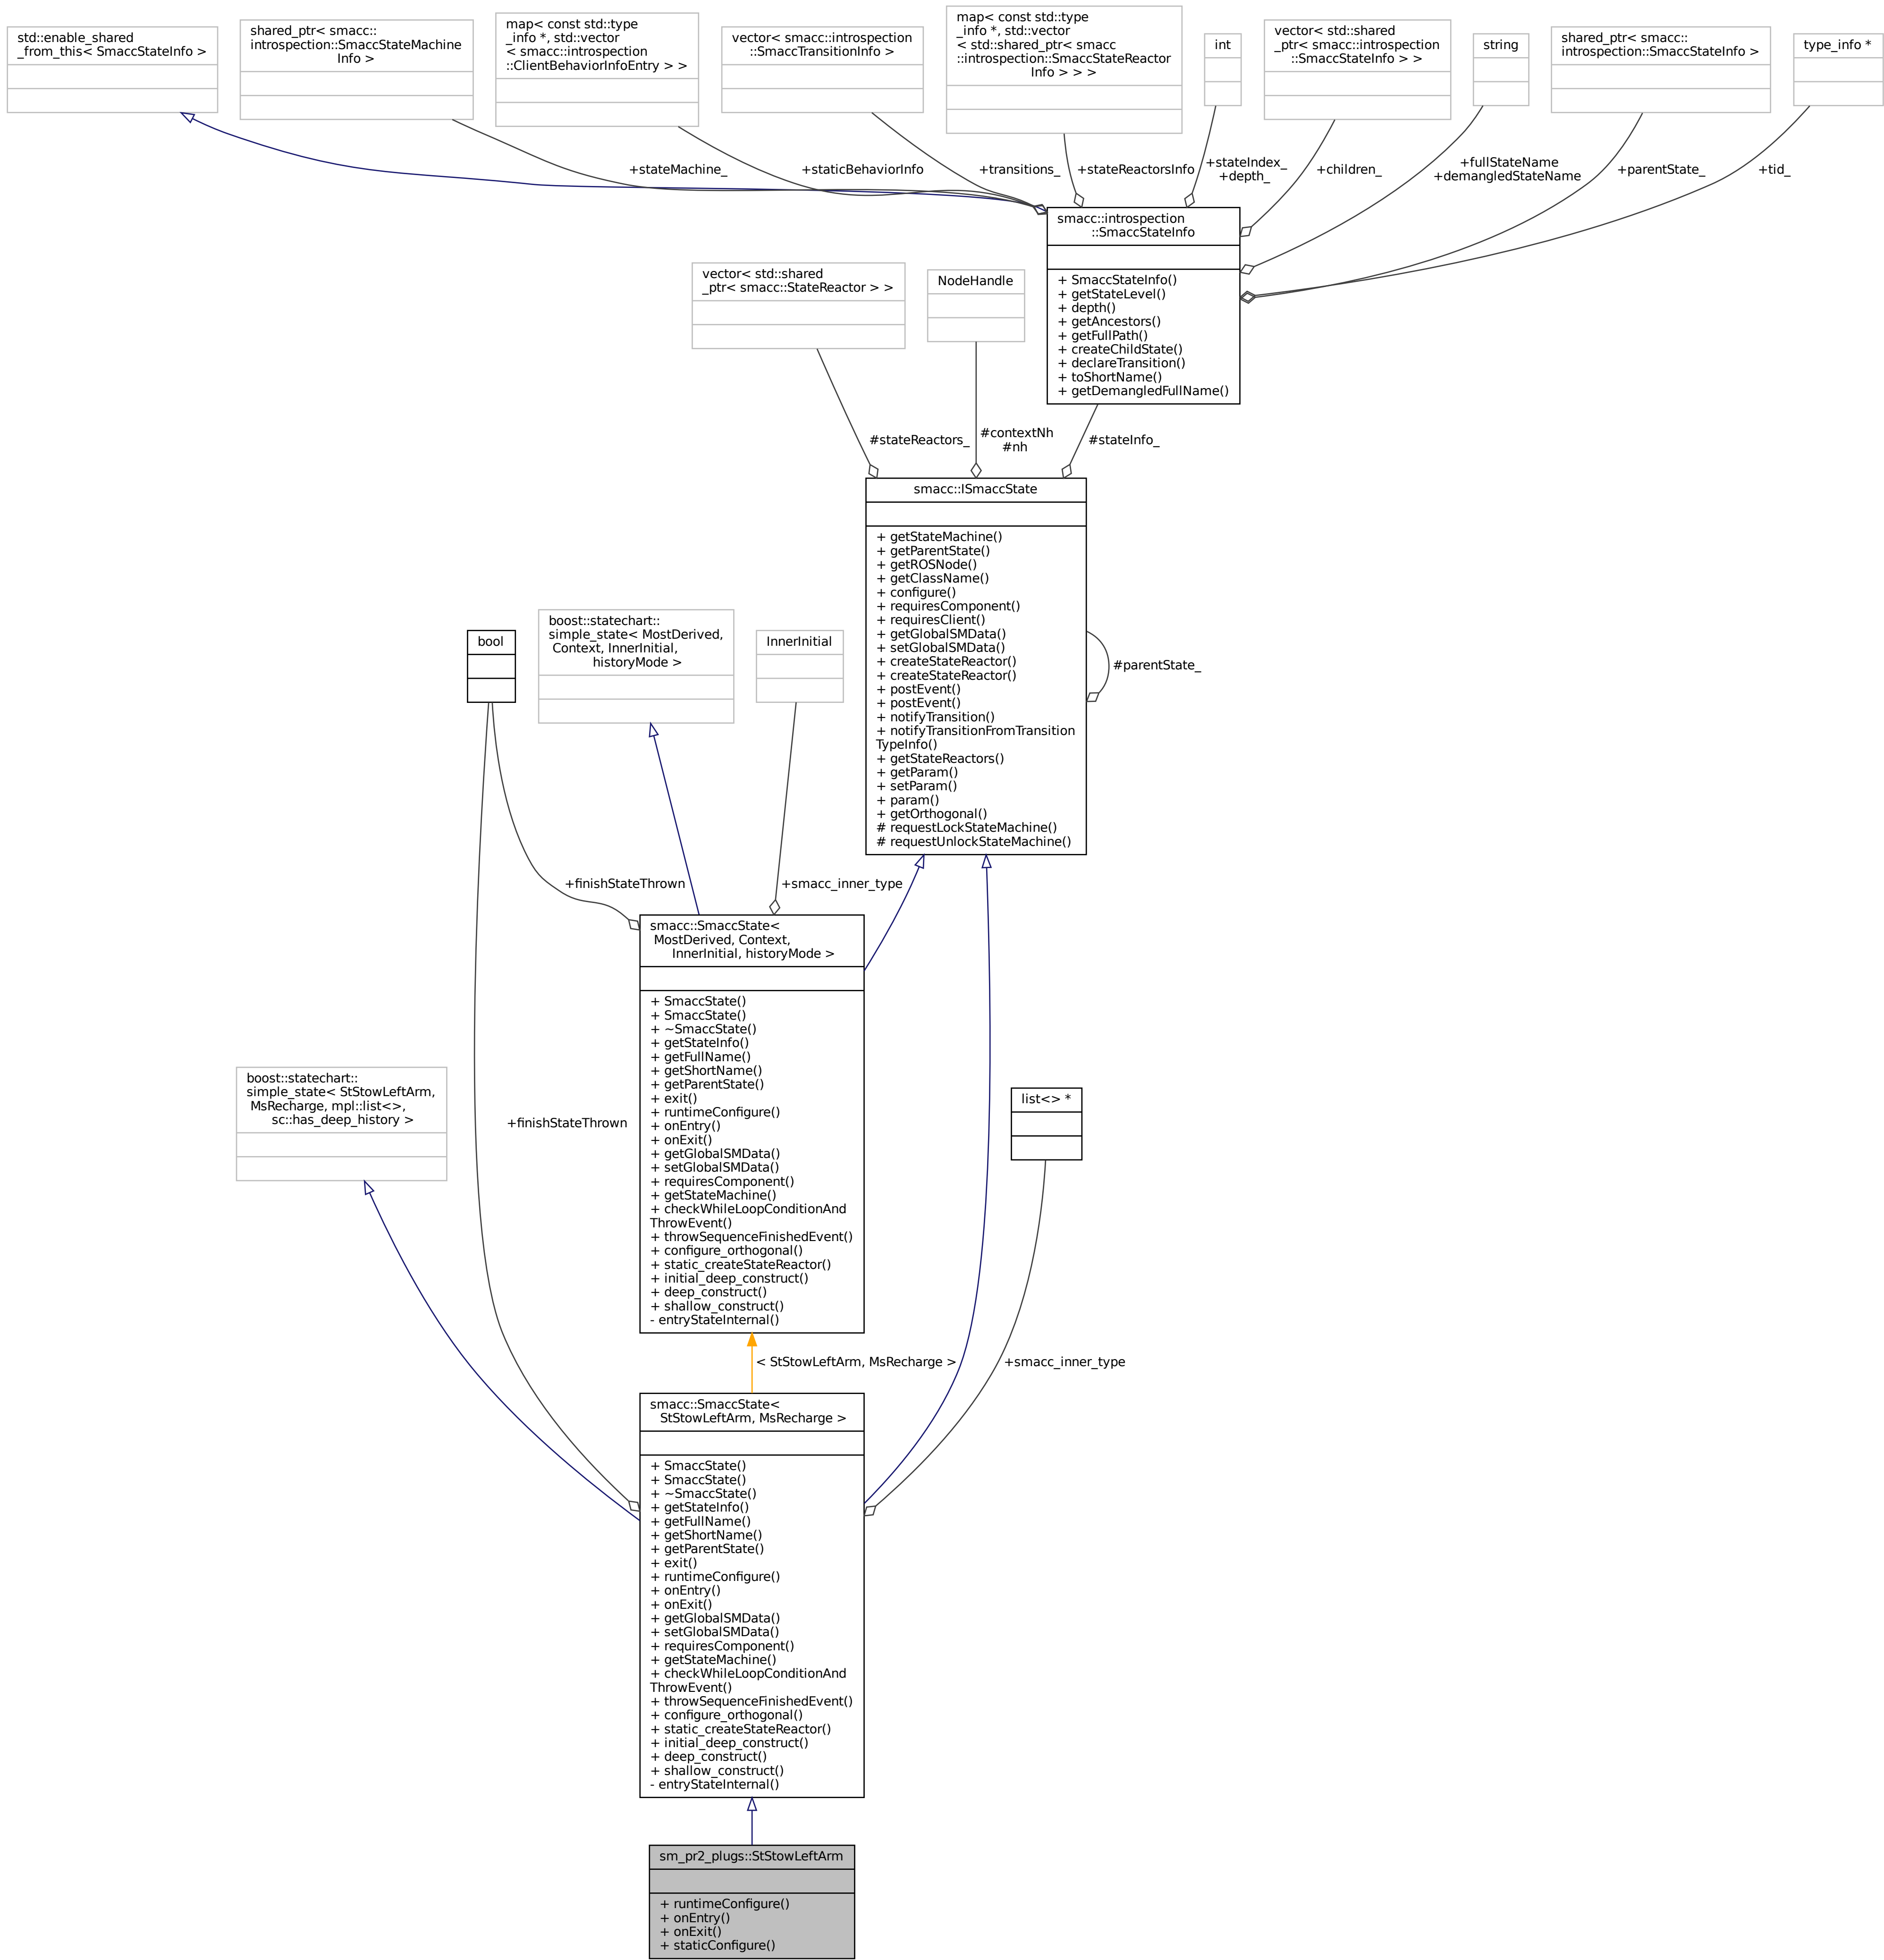 std::enable_shared
_from_this< SmaccStateInfo >
shared_ptr< smacc::
introspection::SmaccStateMachine
Info >
map< const std::type
_info *, std::vector
< smacc::introspection
::ClientBehaviorInfoEntry > >
vector< smacc::introspection
::SmaccTransitionInfo >
map< const std::type
_info *, std::vector
< std::shared_ptr< smacc
::introspection::SmaccStateReactor
Info > > >
int
vector< std::shared
_ptr< smacc::introspection
::SmaccStateInfo > >
string
shared_ptr< smacc::
introspection::SmaccStateInfo >
type_info *
+stateMachine_
+staticBehaviorInfo
+transitions_
+stateReactorsInfo
+stateIndex_
+depth_
+children_
+fullStateName
+demangledStateName
+parentState_
+tid_
smacc::introspection
::SmaccStateInfo
+ SmaccStateInfo()
+ getStateLevel()
+ depth()
+ getAncestors()
+ getFullPath()
+ createChildState()
+ declareTransition()
+ toShortName()
+ getDemangledFullName()
vector< std::shared
_ptr< smacc::StateReactor > >
NodeHandle
#stateReactors_
#contextNh
#nh
#stateInfo_
smacc::ISmaccState
+ getStateMachine()
+ getParentState()
+ getROSNode()
+ getClassName()
+ configure()
+ requiresComponent()
+ requiresClient()
+ getGlobalSMData()
+ setGlobalSMData()
+ createStateReactor()
+ createStateReactor()
+ postEvent()
+ postEvent()
+ notifyTransition()
+ notifyTransitionFromTransition
TypeInfo()
+ getStateReactors()
+ getParam()
+ setParam()
+ param()
+ getOrthogonal()
# requestLockStateMachine()
# requestUnlockStateMachine()
#parentState_
bool
boost::statechart::
simple_state< MostDerived,
Context, InnerInitial,
historyMode >
InnerInitial
+finishStateThrown
+smacc_inner_type
smacc::SmaccState<
MostDerived, Context,
InnerInitial, historyMode >
+ SmaccState()
+ SmaccState()
+ ~SmaccState()
+ getStateInfo()
+ getFullName()
+ getShortName()
+ getParentState()
+ exit()
+ runtimeConfigure()
+ onEntry()
+ onExit()
+ getGlobalSMData()
+ setGlobalSMData()
+ requiresComponent()
+ getStateMachine()
+ checkWhileLoopConditionAnd
ThrowEvent()
+ throwSequenceFinishedEvent()
+ configure_orthogonal()
+ static_createStateReactor()
+ initial_deep_construct()
+ deep_construct()
+ shallow_construct()
- entryStateInternal()
boost::statechart::
simple_state< StStowLeftArm,
MsRecharge, mpl::list<>,
sc::has_deep_history >
+finishStateThrown
list<> *
< StStowLeftArm, MsRecharge >
+smacc_inner_type
smacc::SmaccState<
StStowLeftArm, MsRecharge >
+ SmaccState()
+ SmaccState()
+ ~SmaccState()
+ getStateInfo()
+ getFullName()
+ getShortName()
+ getParentState()
+ exit()
+ runtimeConfigure()
+ onEntry()
+ onExit()
+ getGlobalSMData()
+ setGlobalSMData()
+ requiresComponent()
+ getStateMachine()
+ checkWhileLoopConditionAnd
ThrowEvent()
+ throwSequenceFinishedEvent()
+ configure_orthogonal()
+ static_createStateReactor()
+ initial_deep_construct()
+ deep_construct()
+ shallow_construct()
- entryStateInternal()
sm_pr2_plugs::StStowLeftArm
+ runtimeConfigure()
+ onEntry()
+ onExit()
+ staticConfigure()